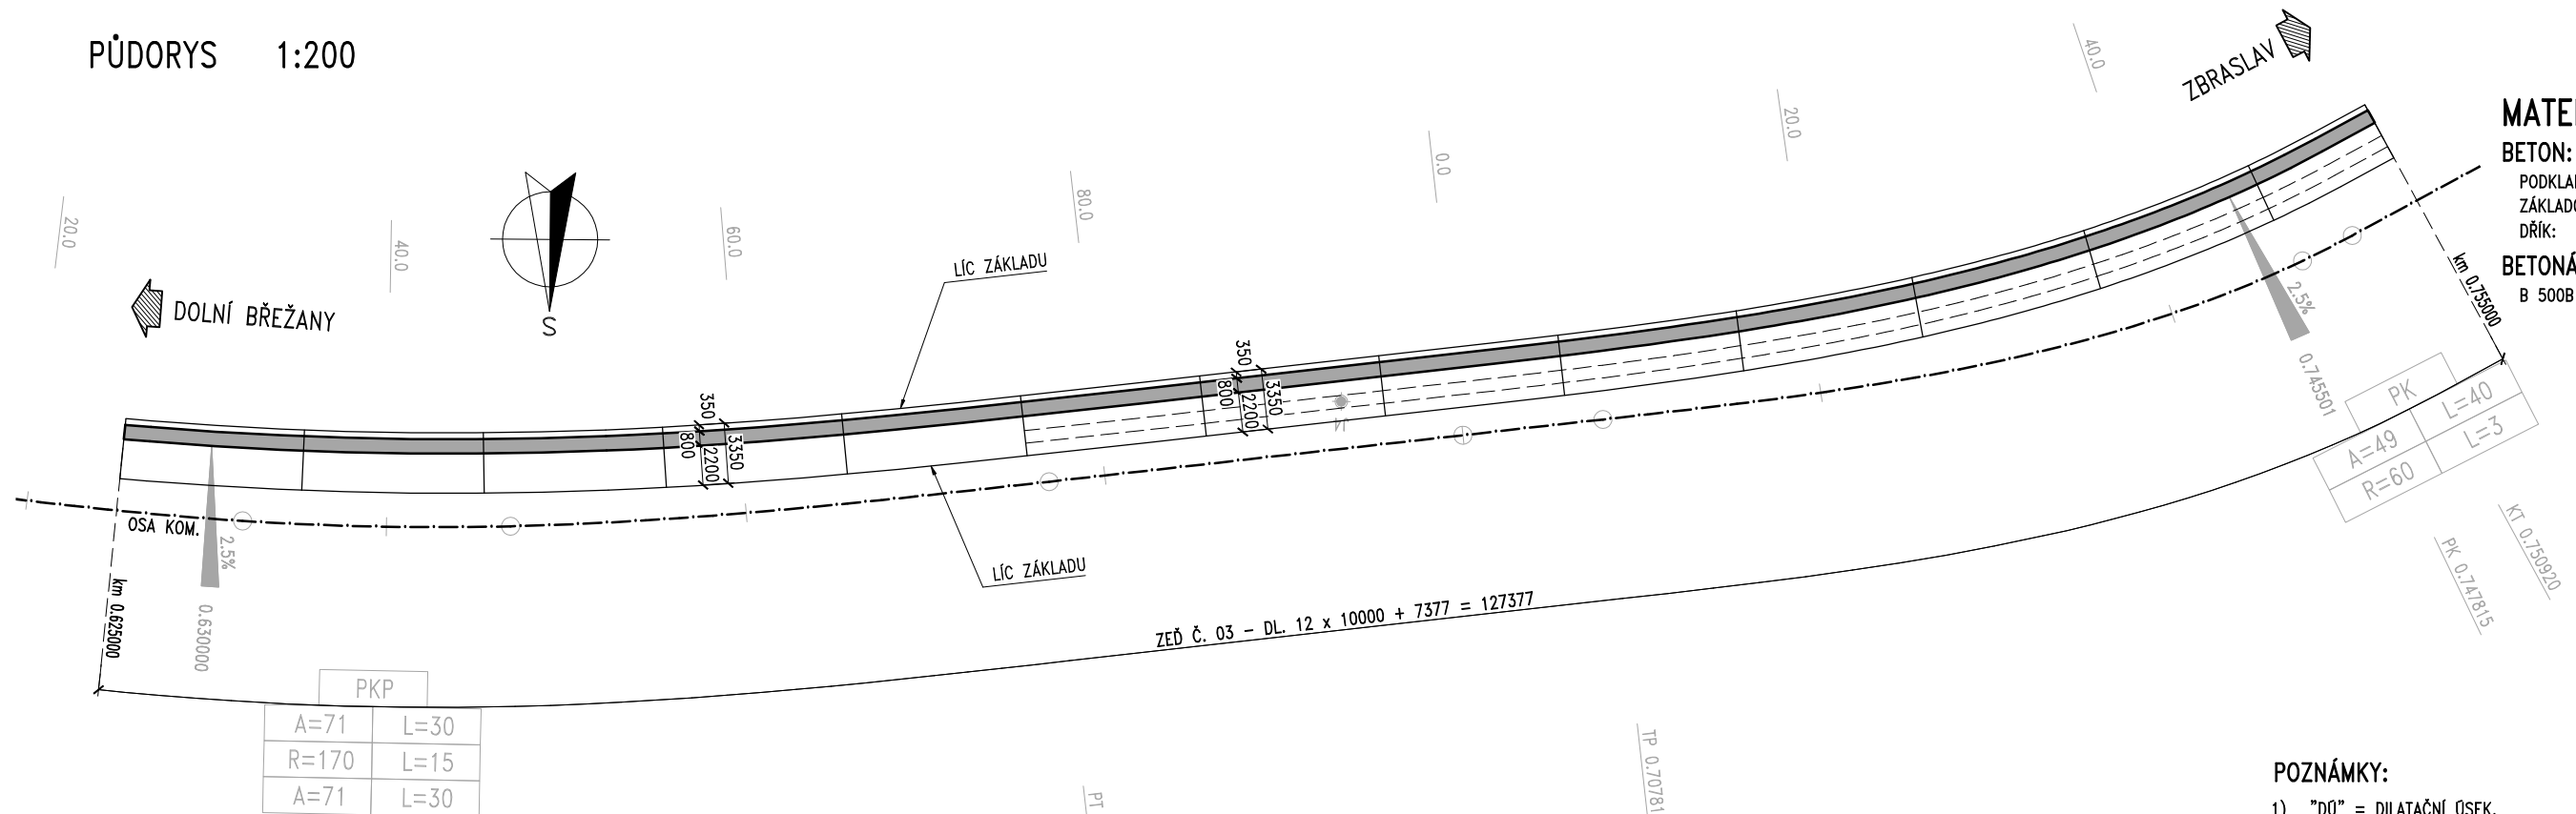 PŮDORYS 1:200
20.0
40.0
60.0
80.0
0.0
20.0
40.0
ZBRASLAV
DOLNÍ BŘEŽANY
S
LÍC ZÁKLADU
350
800
2200
3350
350
800
2200
3350
OSA KOM.
2.5%
0.630000
km 0.625000
LÍC ZÁKLADU
ZEĎ Č. 03 - DL. 12 x 10000 + 7377 = 127377
2.5%
0.745501
km 0.755000
PKP
A=71 L=30
R=170 L=15
A=71 L=30
PK
A=49 L=40
R=60 L=3
KT 0.750920
PK 0.747815
TP 0.70781
PT
BETON:
DŘÍK:
B 500B
POZNÁMKY:
1) "DÚ" = DILATAČNÍ ÚSEK.